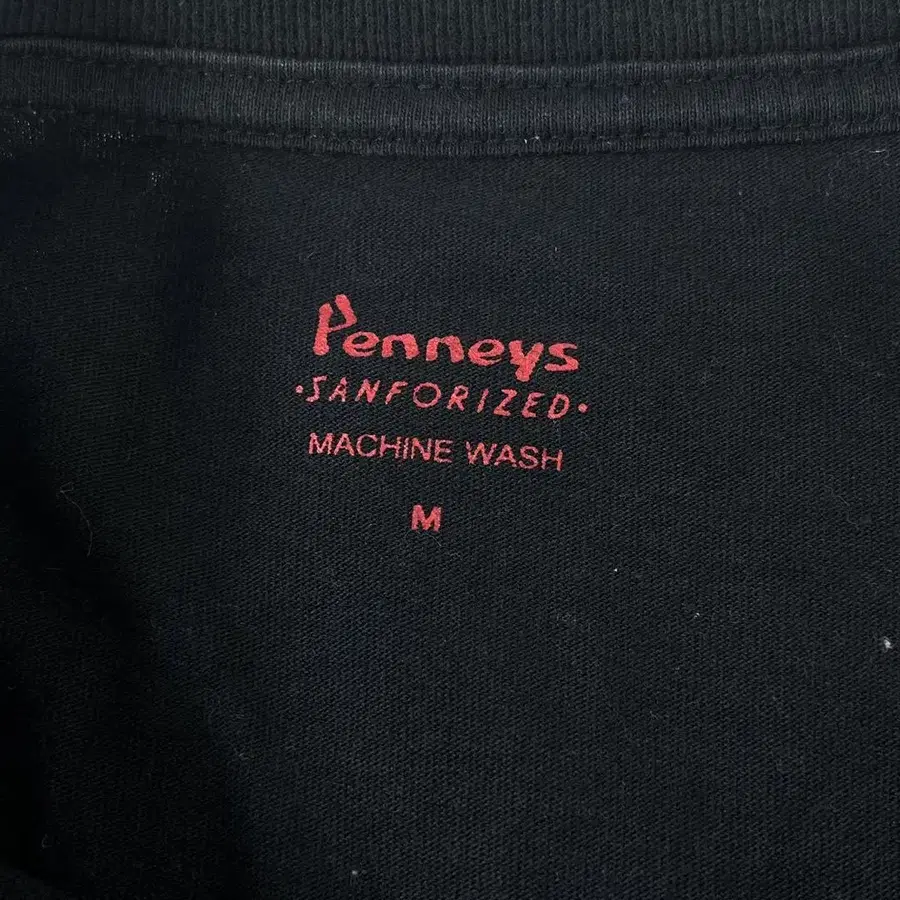 Penneys
•SANFORIZED•
MACHINE WASH
M